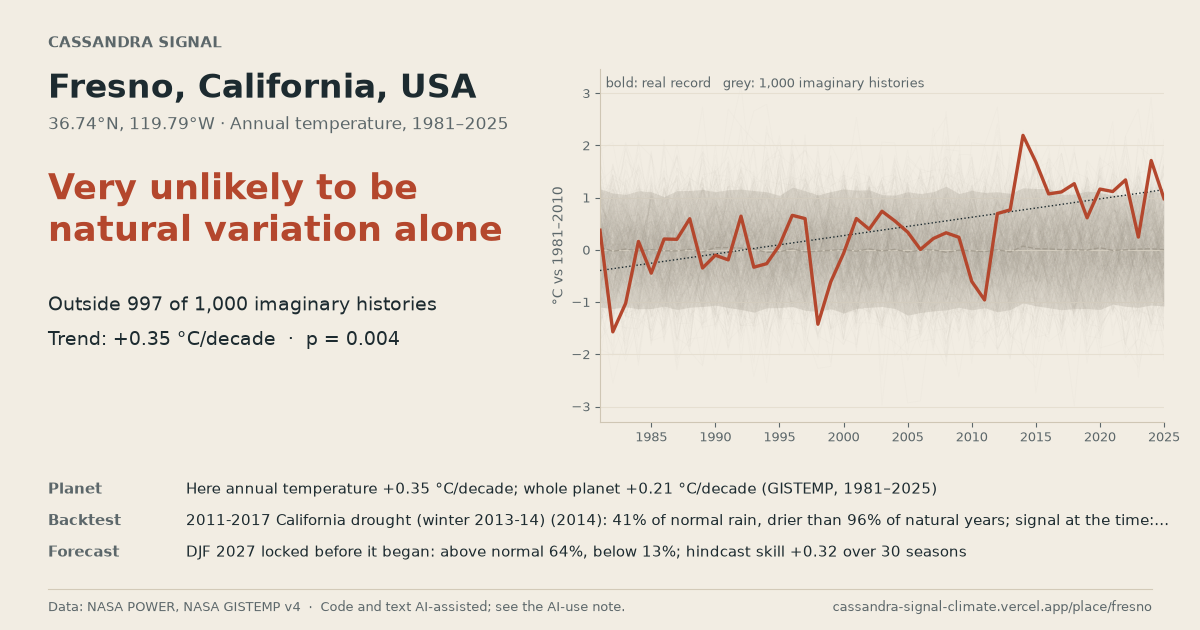 CASSANDRA SIGNAL
Fresno, California, USA
36.74°N, 119.79°W · Annual temperature, 1981–2025
Very unlikely to be
natural variation alone
Outside 997 of 1,000 imaginary histories
Trend: +0.35 °C/decade · p = 0.004
bold: real record grey: 1,000 imaginary histories
°C vs 1981–2010
3
2
1
0
−1
−2
−3
1985 1990 1995 2000 2005 2010 2015 2020 2025
Planet Here annual temperature +0.35 °C/decade; whole planet +0.21 °C/decade (GISTEMP, 1981–2025)
Backtest 2011-2017 California drought (winter 2013-14) (2014): 41% of normal rain, drier than 96% of natural years; signal at the time:...
Forecast DJF 2027 locked before it began: above normal 64%, below 13%; hindcast skill +0.32 over 30 seasons
Data: NASA POWER, NASA GISTEMP v4 · Code and text AI-assisted; see the AI-use note.
cassandra-signal-climate.vercel.app/place/fresno